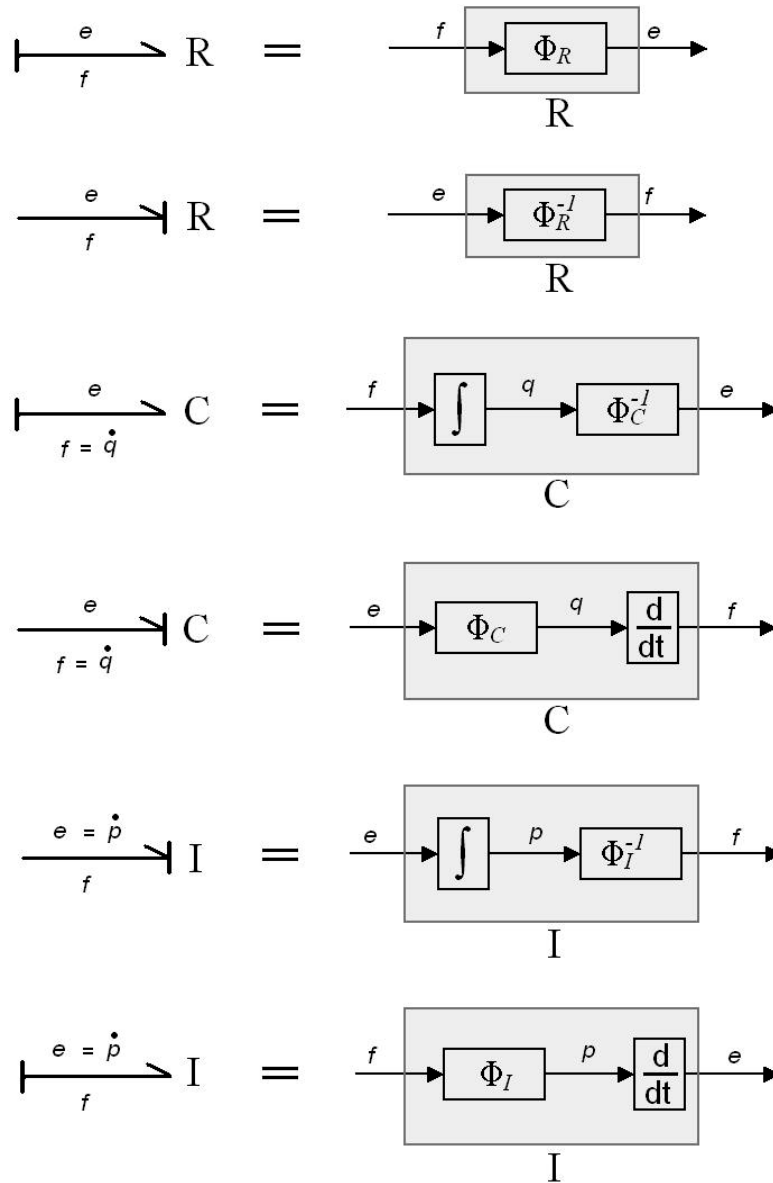 e f R = f Φ_R e
R
e f R = e Φ_R^{-1} f
R
e f = q̇ C = f ∫ q Φ_C^{-1} e
C
e f = q̇ C = e Φ_C q d/dt f
C
e = ṗ f I = e ∫ p Φ_I^{-1} f
I
e = ṗ f I = f Φ_I p d/dt e
I